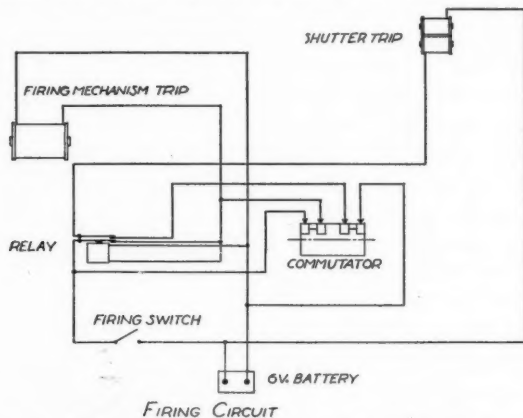 SHUTTER TRIP
FIRING MECHANISM TRIP
RELAY
COMMUTATOR
FIRING SWITCH
6V. BATTERY
FIRING CIRCUIT